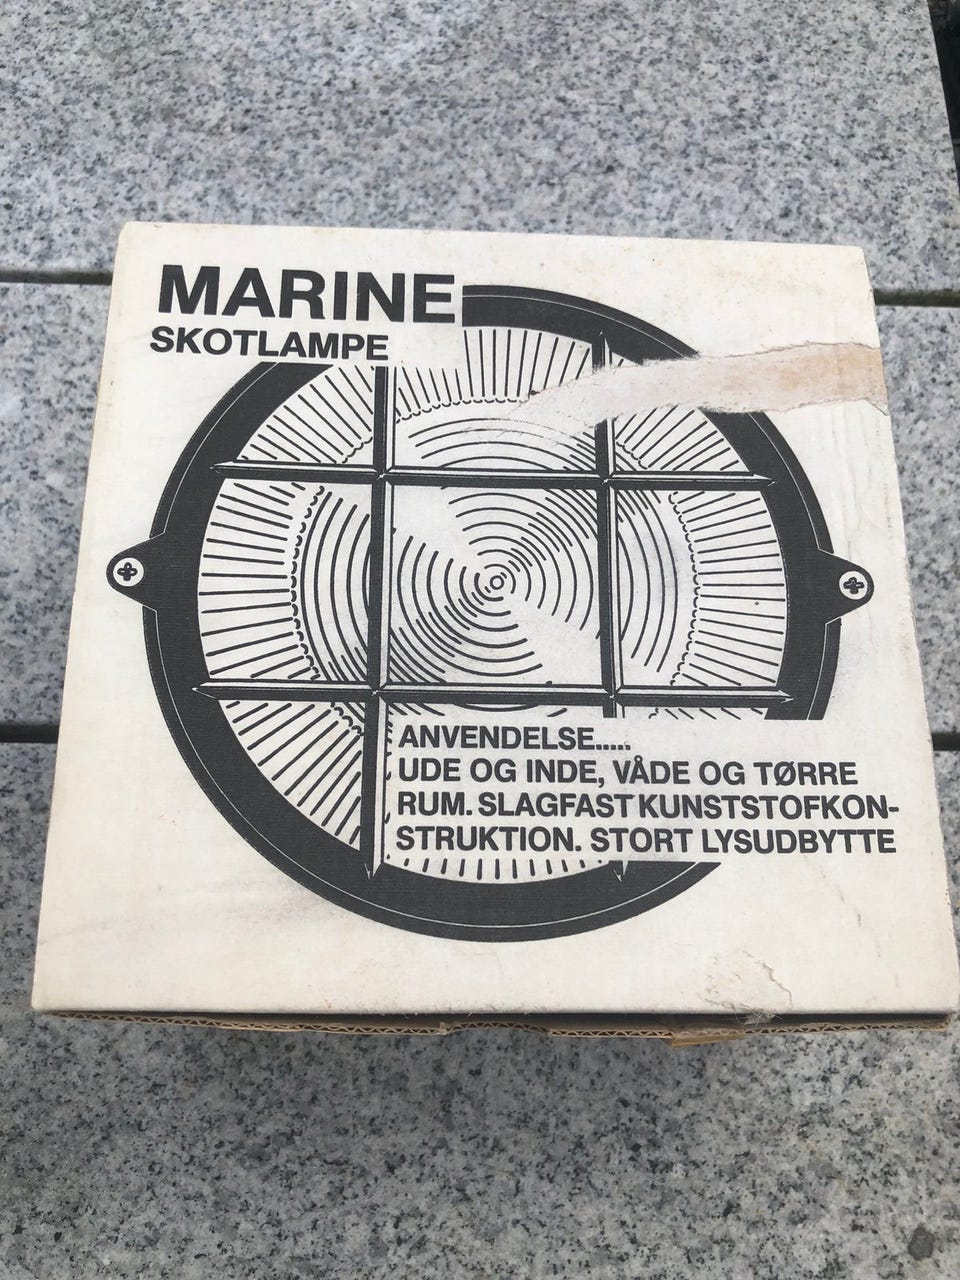 MARINE
SKOTLAMPE
ANVENDELSE.....
UDE OG INDE, VÅDE OG TØRRE
RUM. SLAGFAST KUNSTSTOFKON-
STRUKTION. STORT LYSUDBYTTE